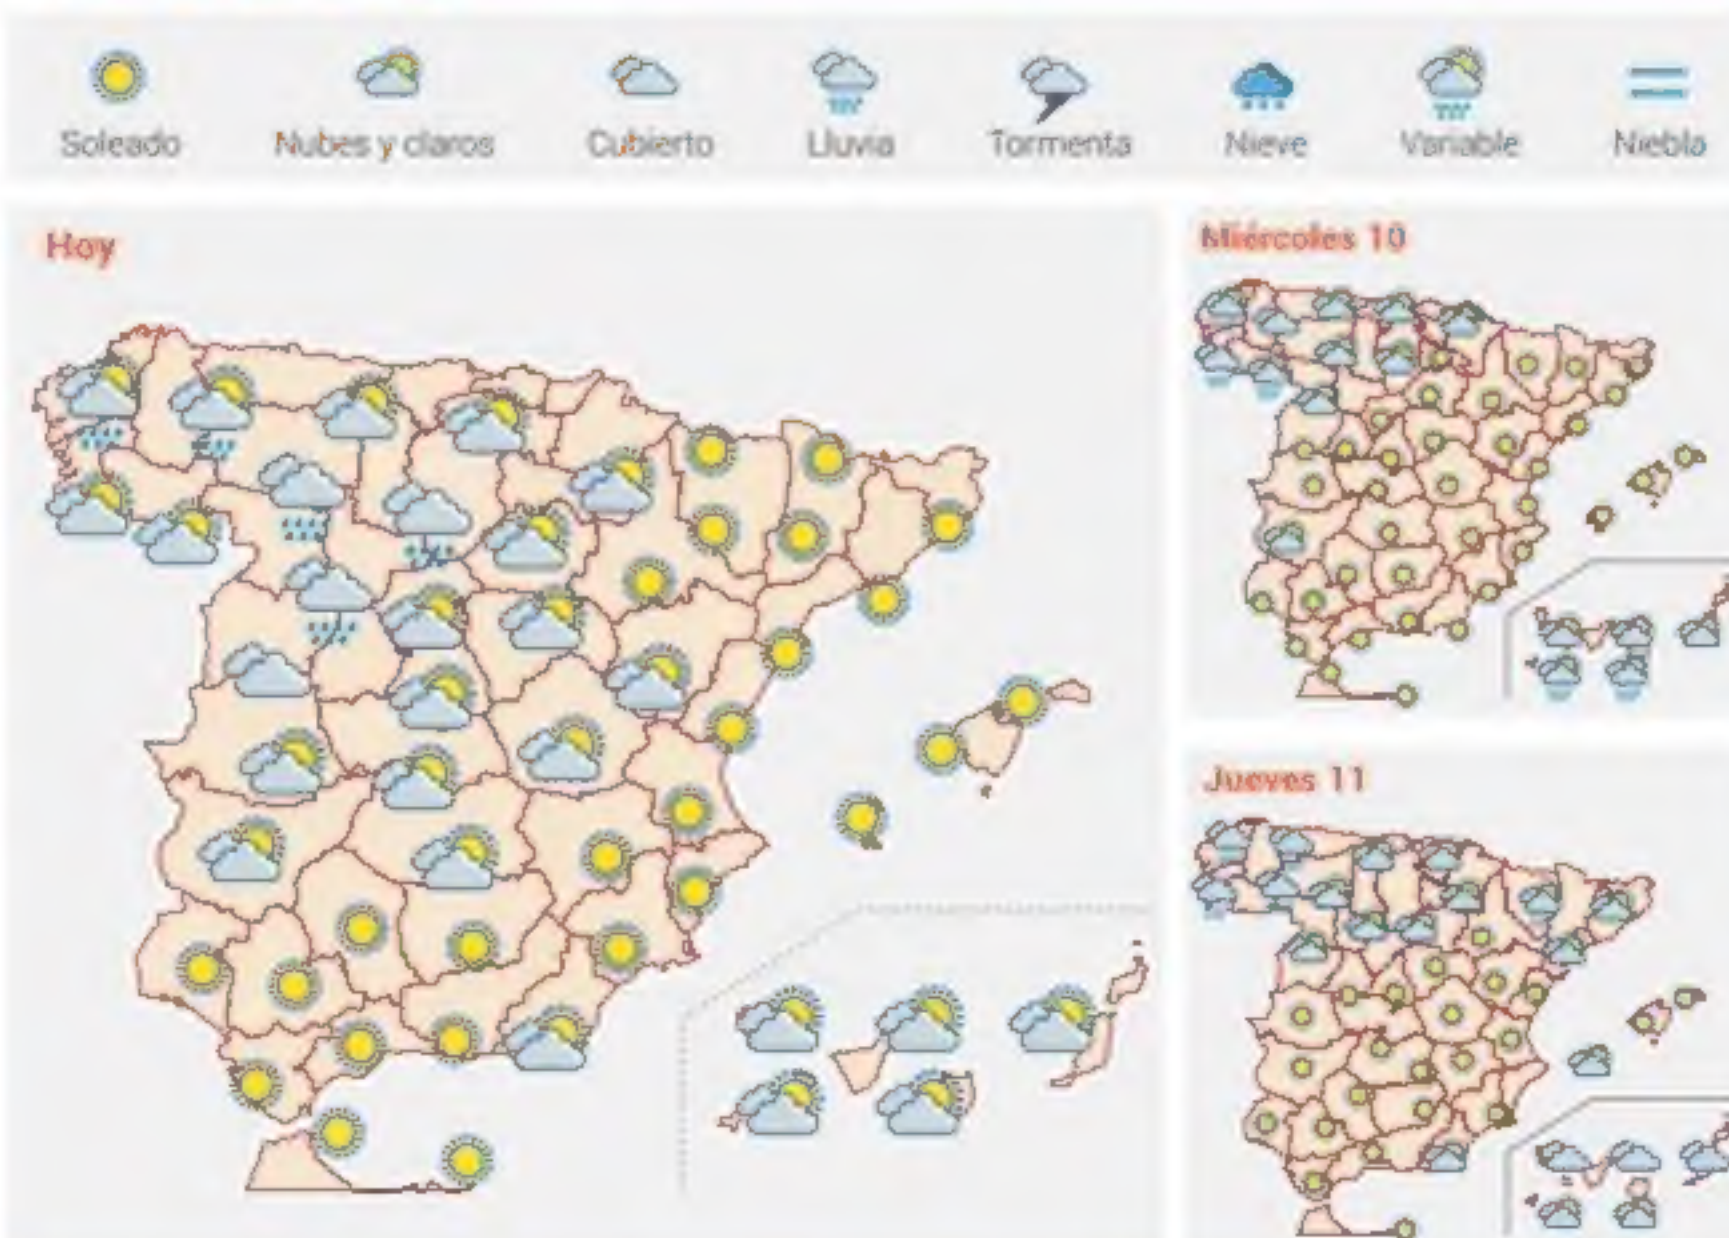 Soleado
Nubes y claros
Cubierto
Lluvia
Tormenta
Nieve
Variable
Niebla
Hoy
Miércoles 10
Jueves 11